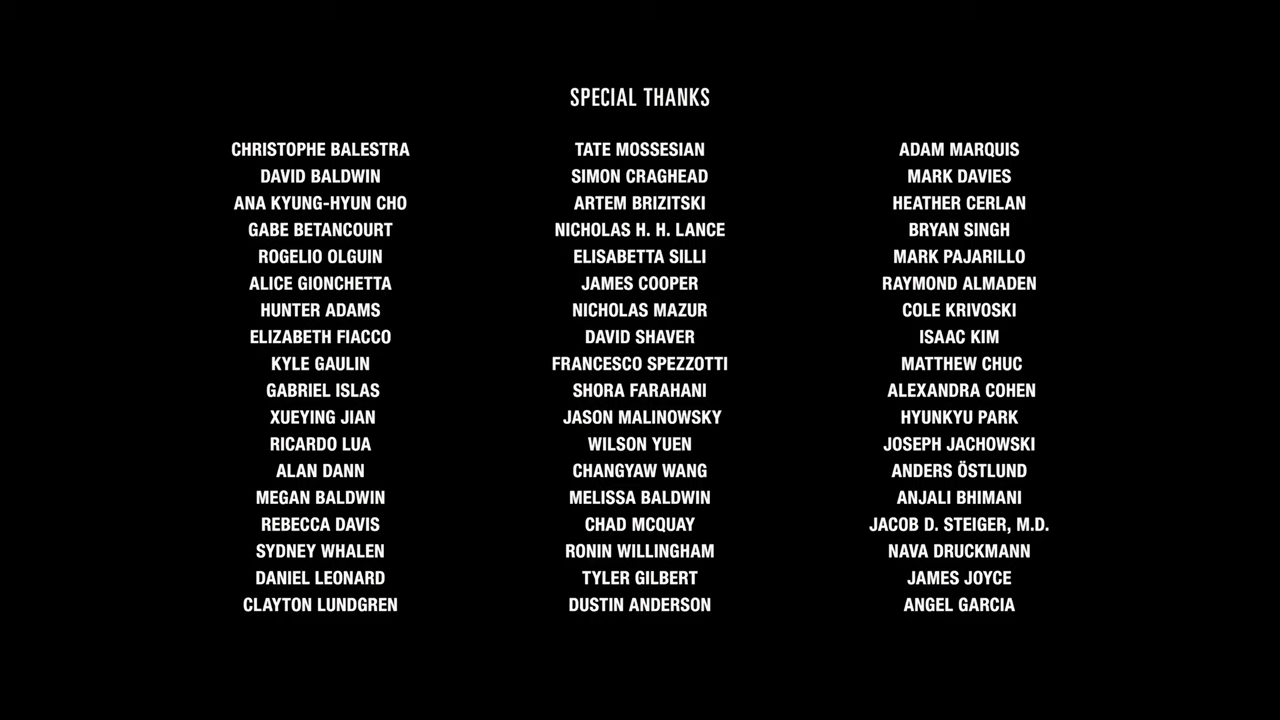 SPECIAL THANKS
CHRISTOPHE BALESTRA
DAVID BALDWIN
ANA KYUNG-HYUN CHO
GABE BETANCOURT
ROGELIO OLGUIN
ALICE GIONCHETTA
HUNTER ADAMS
ELIZABETH FIACCO
KYLE GAULIN
GABRIEL ISLAS
XUEYING JIAN
RICARDO LUA
ALAN DANN
MEGAN BALDWIN
REBECCA DAVIS
SYDNEY WHALEN
DANIEL LEONARD
CLAYTON LUNDGREN
TATE MOSSESIAN
SIMON CRAGHEAD
ARTEM BRIZITSKI
NICHOLAS H. H. LANCE
ELISABETTA SILLI
JAMES COOPER
NICHOLAS MAZUR
DAVID SHAVER
FRANCESCO SPEZZOTTI
SHORA FARAHANI
JASON MALINOWSKY
WILSON YUEN
CHANGYAW WANG
MELISSA BALDWIN
CHAD MCQUAY
RONIN WILLINGHAM
TYLER GILBERT
DUSTIN ANDERSON
ADAM MARQUIS
MARK DAVIES
HEATHER CERLAN
BRYAN SINGH
MARK PAJARILLO
RAYMOND ALMADEN
COLE KRIVOSKI
ISAAC KIM
MATTHEW CHUC
ALEXANDRA COHEN
HYUNKYU PARK
JOSEPH JACHOWSKI
ANDERS ÖSTLUND
ANJALI BHIMANI
JACOB D. STEIGER, M.D.
NAVA DRUCKMANN
JAMES JOYCE
ANGEL GARCIA